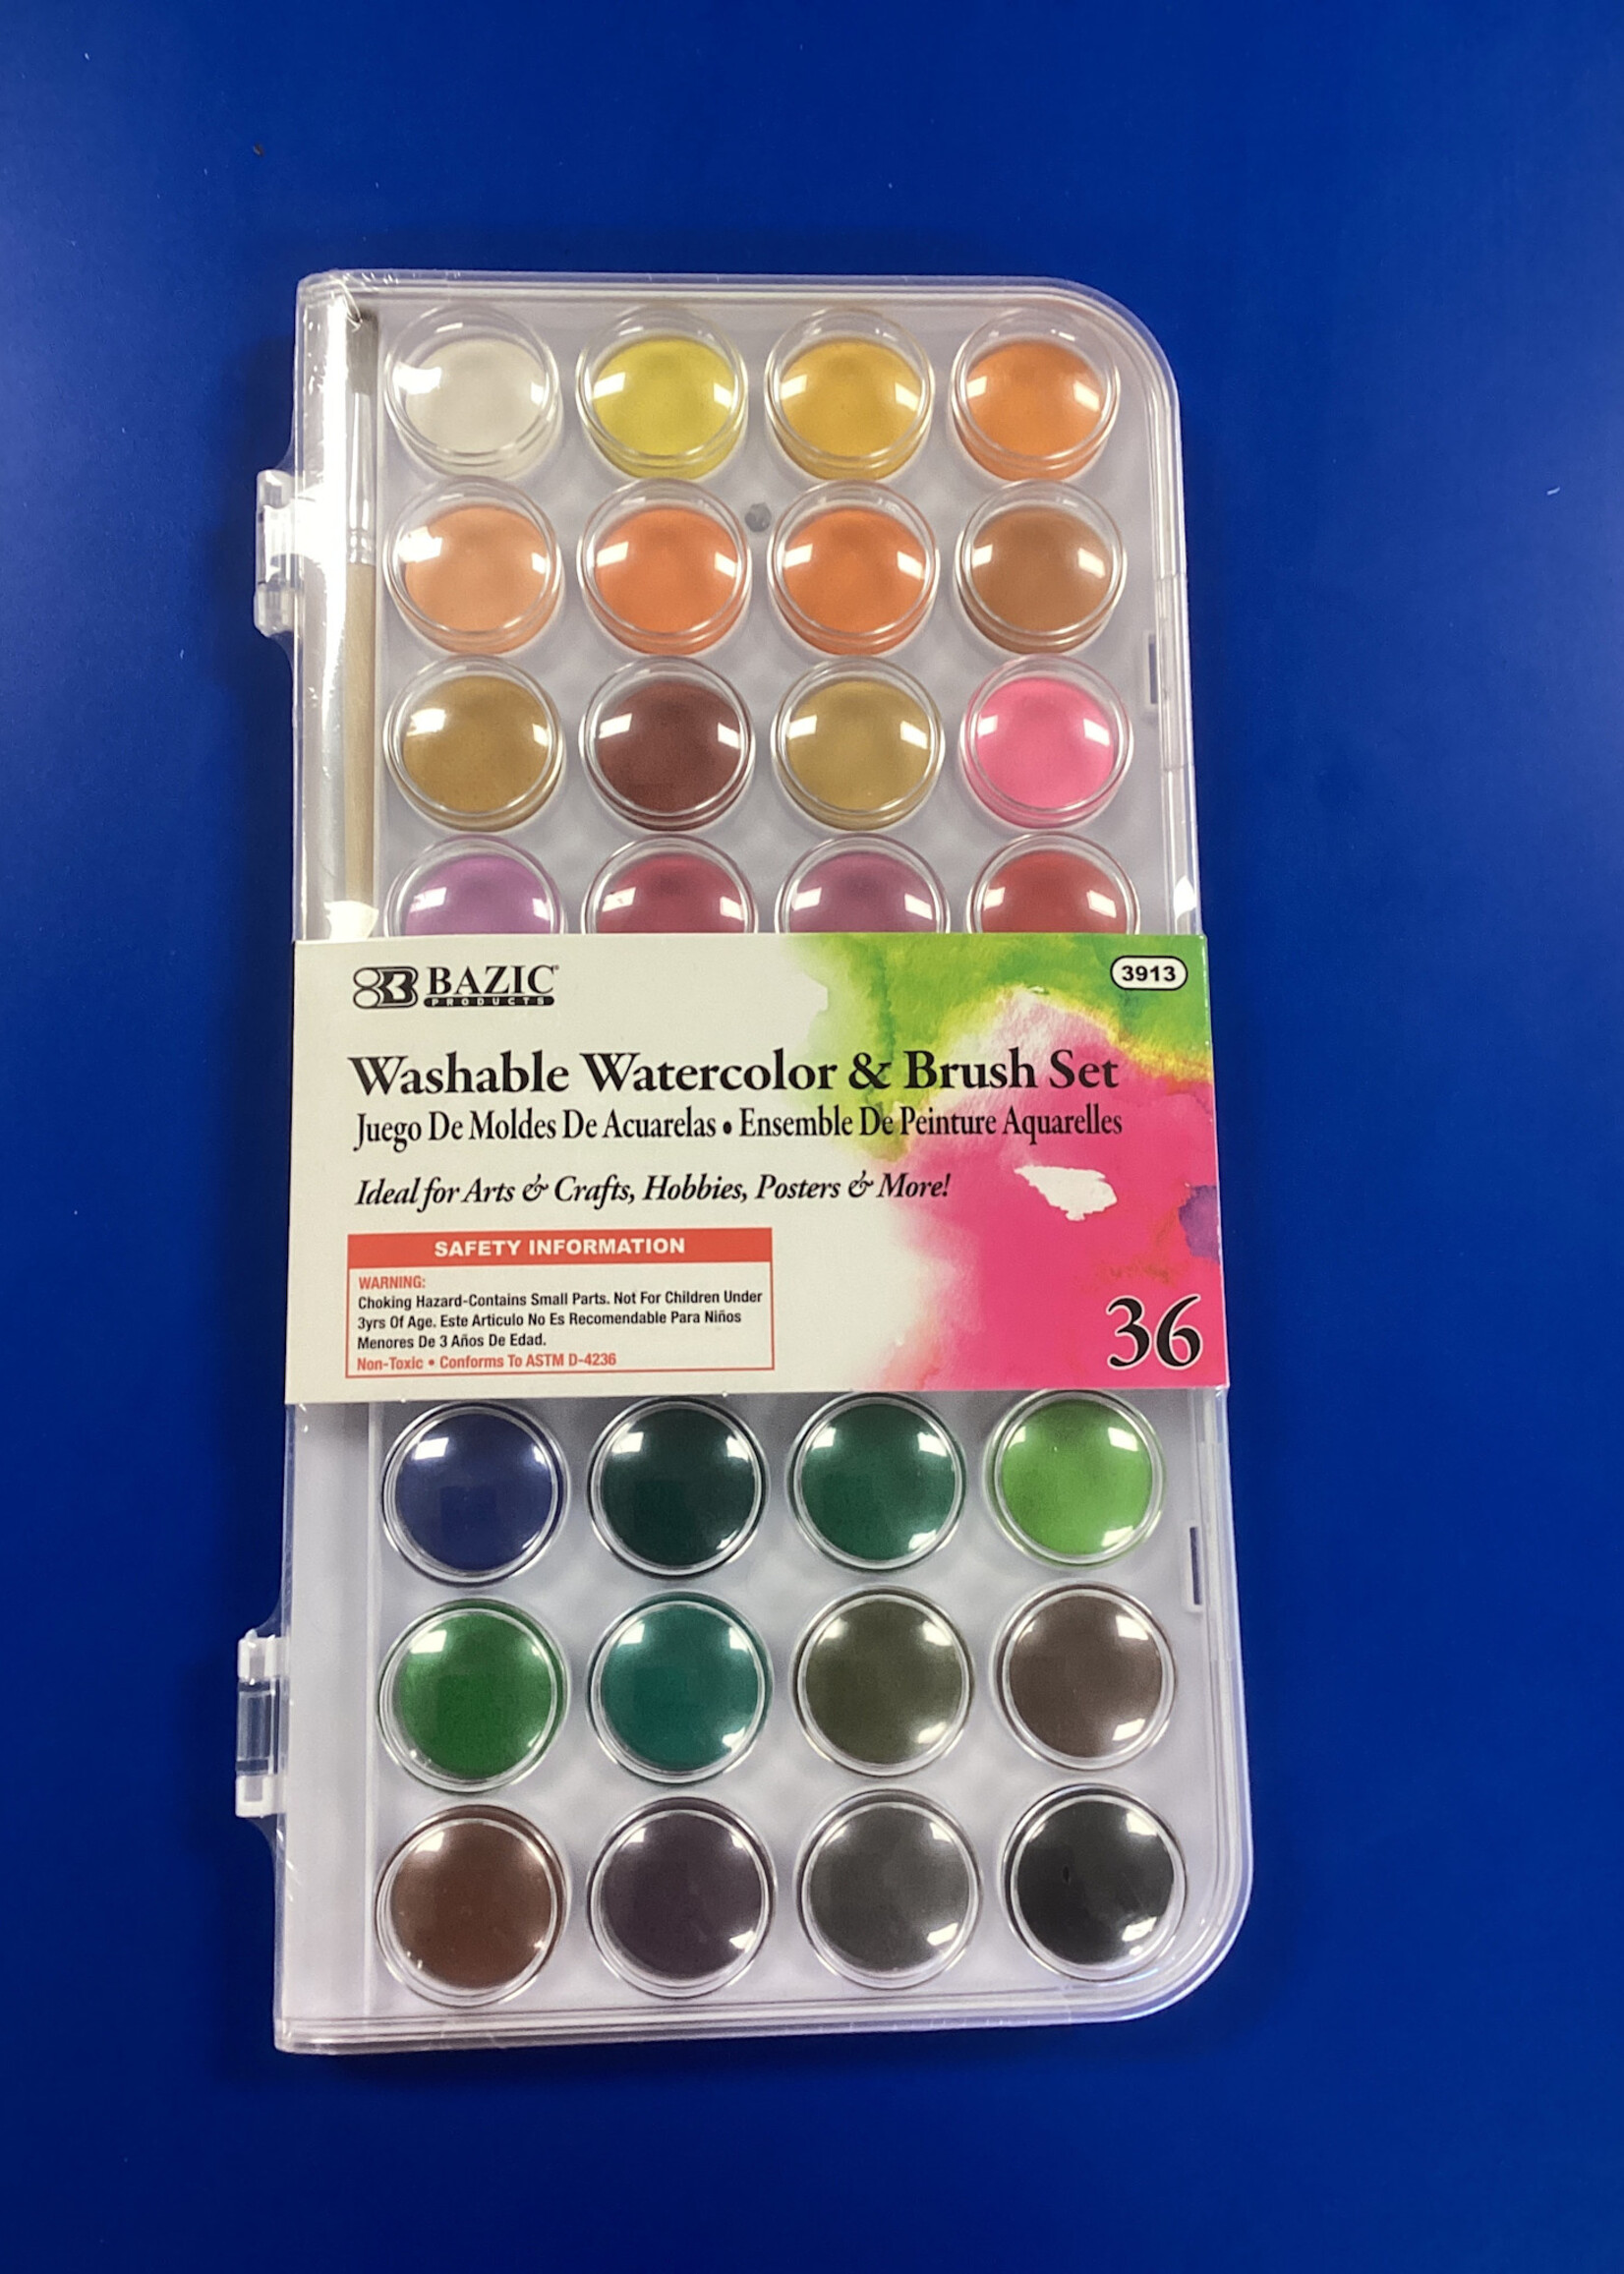 BAZIC
PRODUCTS
3913
Washable Watercolor & Brush Set
Juego De Moldes De Acuarelas • Ensemble De Peinture Aquarelles
Ideal for Arts & Crafts, Hobbies, Posters & More!
SAFETY INFORMATION
WARNING:
Choking Hazard-Contains Small Parts. Not For Children Under
3yrs Of Age. Este Articulo No Es Recomendable Para Niños
Menores De 3 Años De Edad.
Non-Toxic • Conforms To ASTM D-4236
36